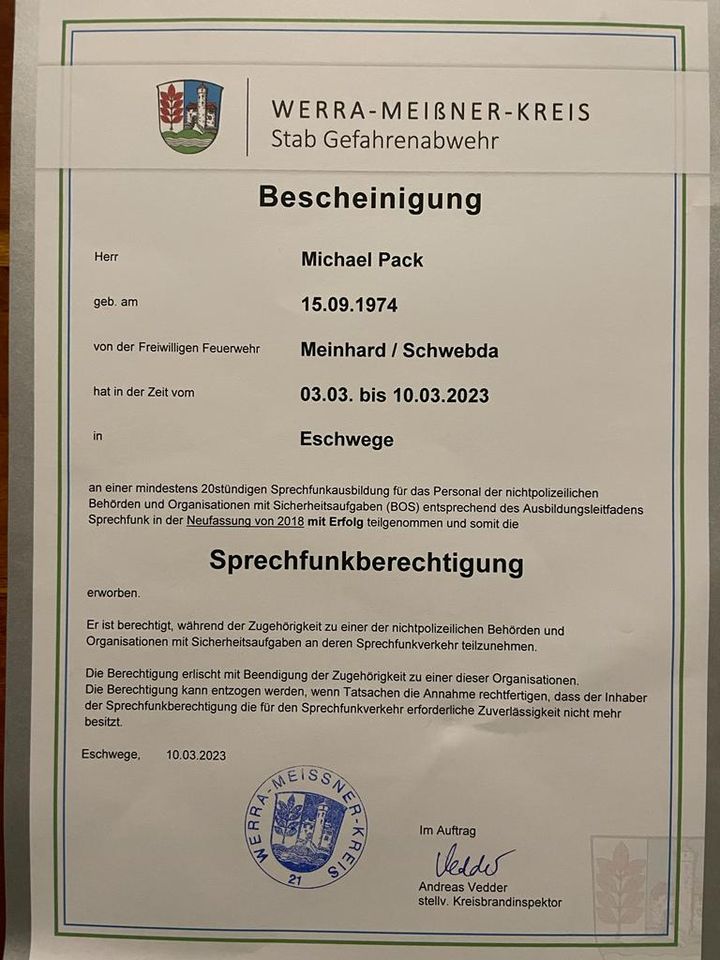 WERRA-MEIßNER-KREIS
Stab Gefahrenabwehr
Bescheinigung
Herr Michael Pack
geb. am 15.09.1974
von der Freiwilligen Feuerwehr Meinhard / Schwebda
hat in der Zeit vom 03.03. bis 10.03.2023
in Eschwege
an einer mindestens 20stündigen Sprechfunkausbildung für das Personal der nichtpolizeilichen
Behörden und Organisationen mit Sicherheitsaufgaben (BOS) entsprechend des Ausbildungsleitfadens
Sprechfunk in der Neufassung von 2018 mit Erfolg teilgenommen und somit die
Sprechfunkberechtigung
erworben.
Er ist berechtigt, während der Zugehörigkeit zu einer der nichtpolizeilichen Behörden und
Organisationen mit Sicherheitsaufgaben an deren Sprechfunkverkehr teilzunehmen.
Die Berechtigung erlischt mit Beendigung der Zugehörigkeit zu einer dieser Organisationen.
Die Berechtigung kann entzogen werden, wenn Tatsachen die Annahme rechtfertigen, dass der Inhaber
der Sprechfunkberechtigung die für den Sprechfunkverkehr erforderliche Zuverlässigkeit nicht mehr
besitzt.
Eschwege, 10.03.2023
WERRA-MEISSNER-KREIS
21
Im Auftrag
Vedder
Andreas Vedder
stellv. Kreisbrandinspektor